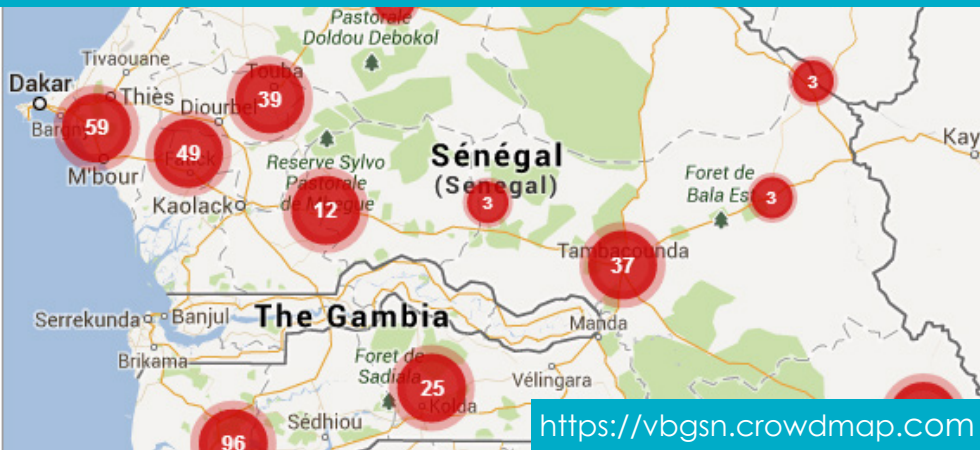 Pastorale
Doldou Debokol
Tivaouane
Dakar
Thiès
Touba
39
3
Diourbel
59
49
M'bour
Reserve Sylvo
Pastorale
12
Sénégal
(Senegal)
3
Kaolack
Foret de
Bala Es
3
Kay
Tambacounda
37
Serrekunda
Banjul
The Gambia
Manda
Brikama
Foret de
Sadiala
25
Kolda
Vélingara
Sédhiou
96
https://vbgsn.crowdmap.com